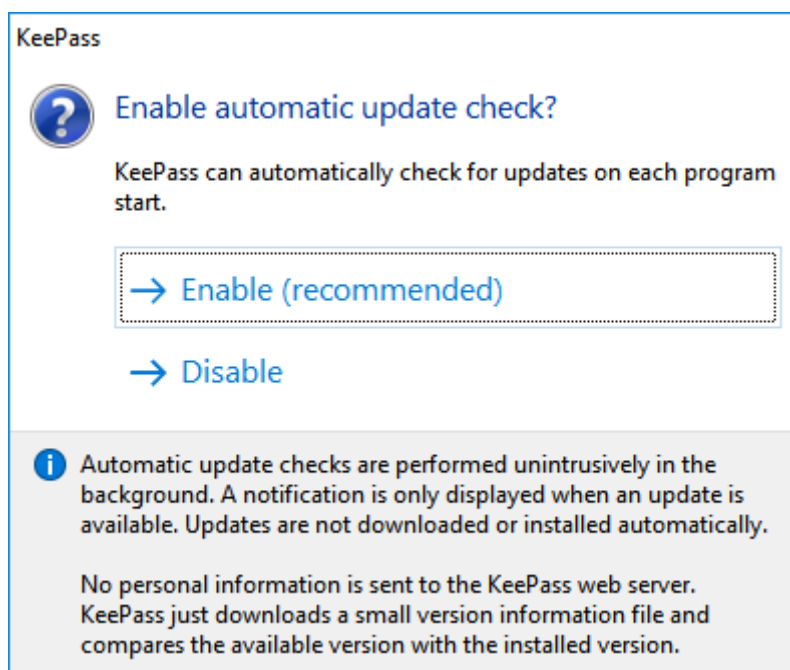 KeePass
Enable automatic update check?
KeePass can automatically check for updates on each program
start.
→ Enable (recommended)
→ Disable
Automatic update checks are performed unintrusively in the
background. A notification is only displayed when an update is
available. Updates are not downloaded or installed automatically.
No personal information is sent to the KeePass web server.
KeePass just downloads a small version information file and
compares the available version with the installed version.